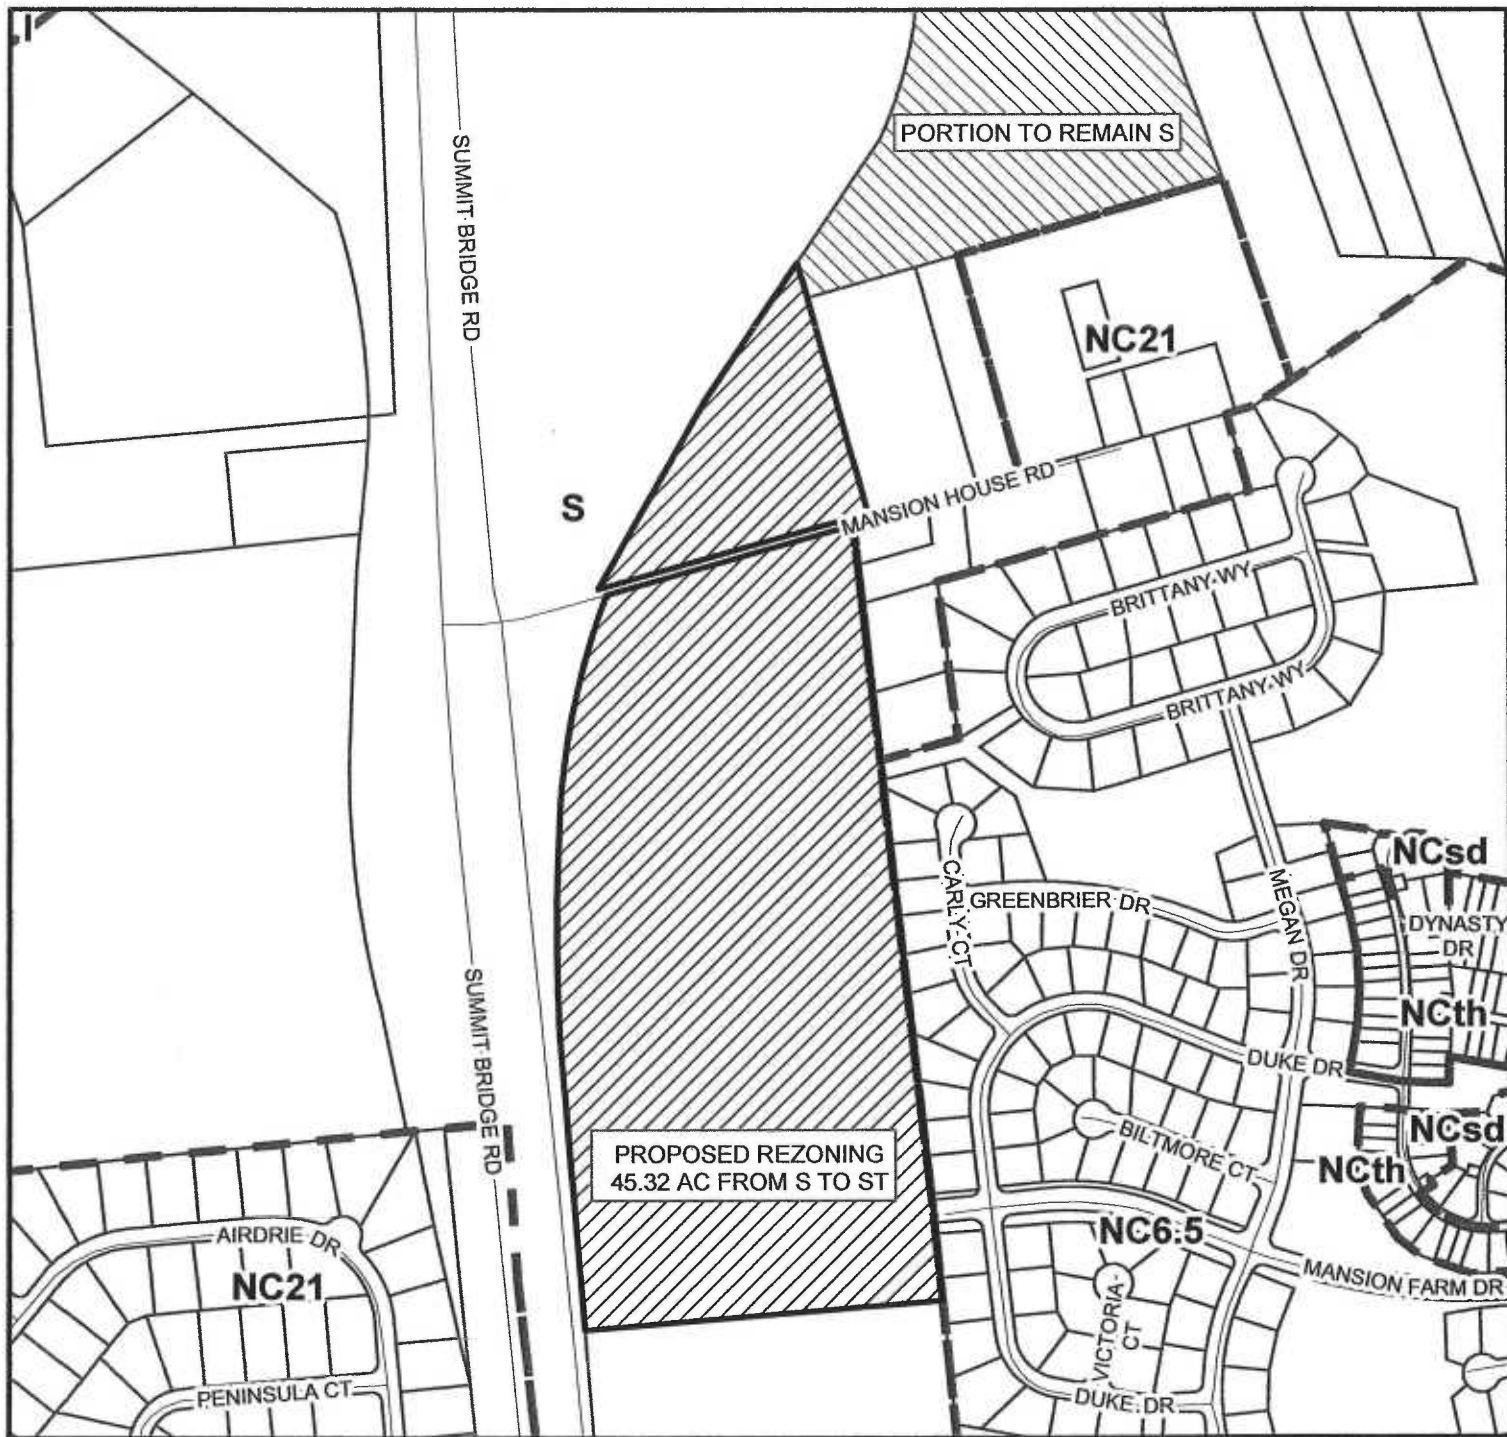 I
SUMMIT BRIDGE RD
PORTION TO REMAIN S
NC21
S
MANSION HOUSE RD
BRITTANY WY
BRITTANY WY
NCsd
CARLY CT
GREENBRIER DR
MEGAN DR
DYNASTY
DR
NCth
SUMMIT BRIDGE RD
DUKE DR
PROPOSED REZONING
45.32 AC FROM S TO ST
BILTMORE CT
NCsd
NCth
AIRDRIE DR
NC21
NC6.5
MANSION FARM DR
VICTORIA
CT
PENINSULA CT
DUKE DR